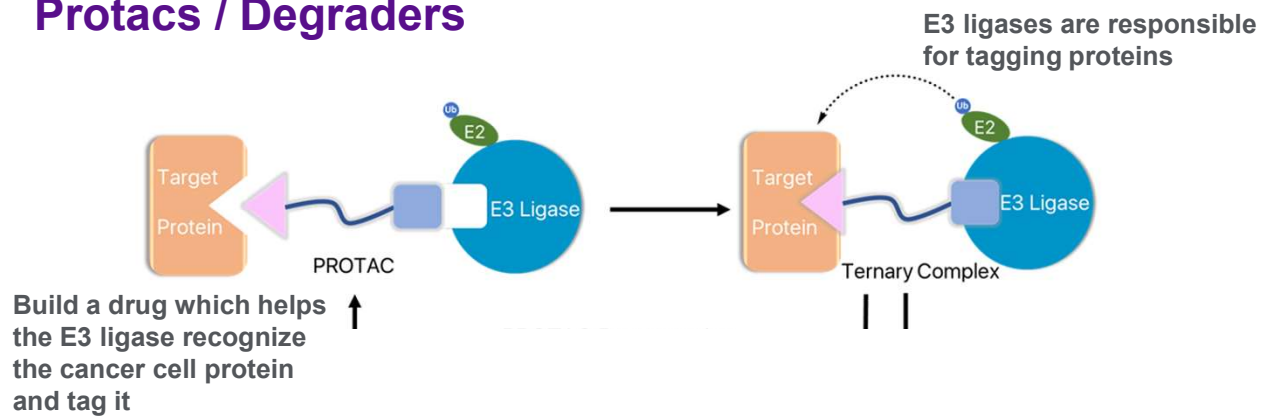 Protacs / Degraders
E3 ligases are responsible
for tagging proteins
Ub
E2
Target
Protein
E3 Ligase
PROTAC
Ub
E2
Target
Protein
E3 Ligase
Ternary Complex
Build a drug which helps
the E3 ligase recognize
the cancer cell protein
and tag it